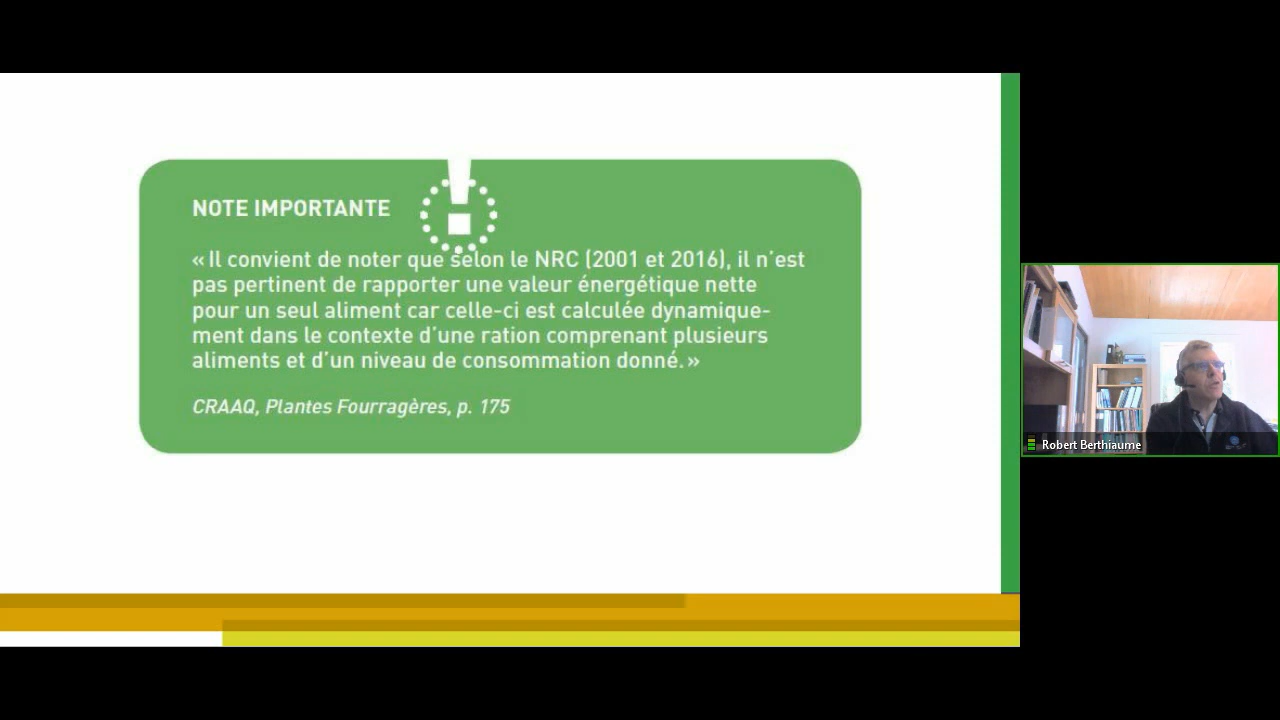 NOTE IMPORTANTE
« Il convient de noter que selon le NRC (2001 et 2016), il n’est
pas pertinent de rapporter une valeur énergétique nette
pour un seul aliment car celle-ci est calculée dynamique-
ment dans le contexte d’une ration comprenant plusieurs
aliments et d’un niveau de consommation donné. »
CRAAQ, Plantes Fourragères, p. 175
Robert Berthiaume